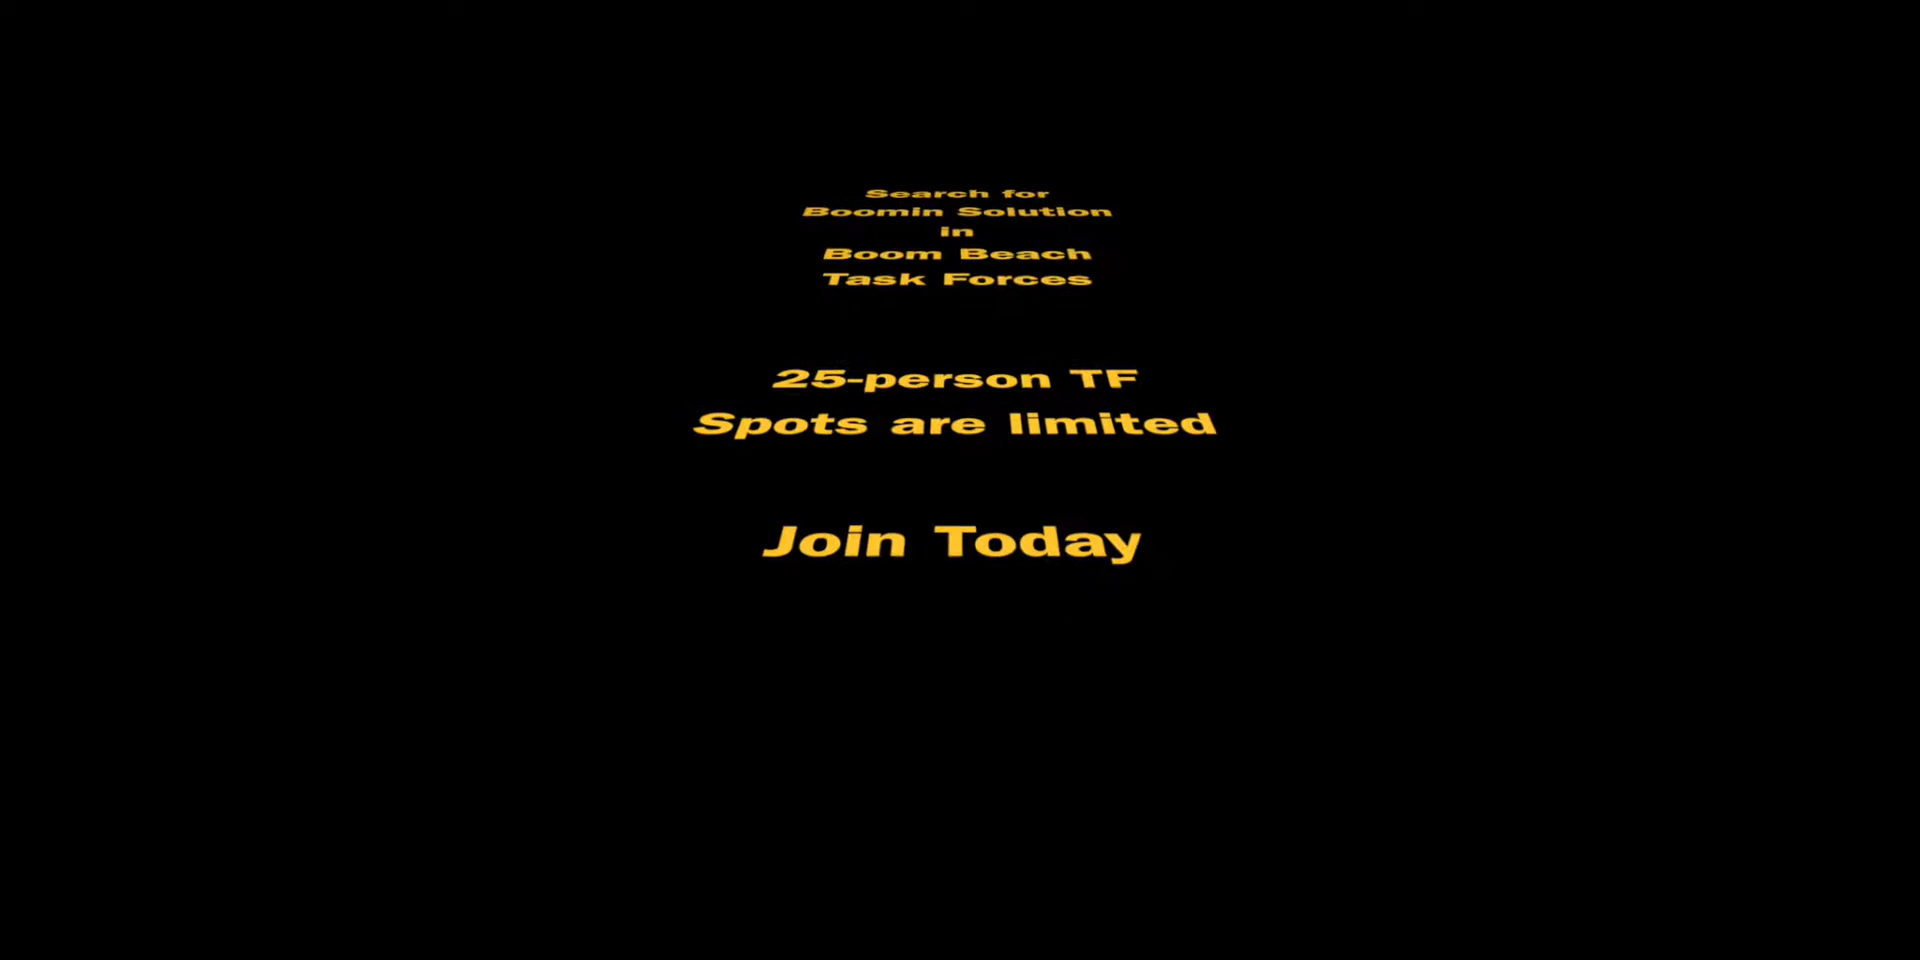 Search for
Boomin Solution
in
Boom Beach
Task Forces
25-person TF
Spots are limited
Join Today